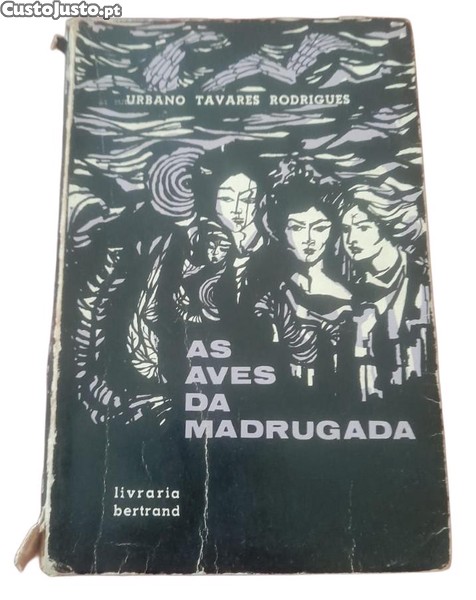 CustoJusto.pt
URBANO TAVARES RODRIGUES
AS
AVES
DA
MADRUGADA
livraria
bertrand